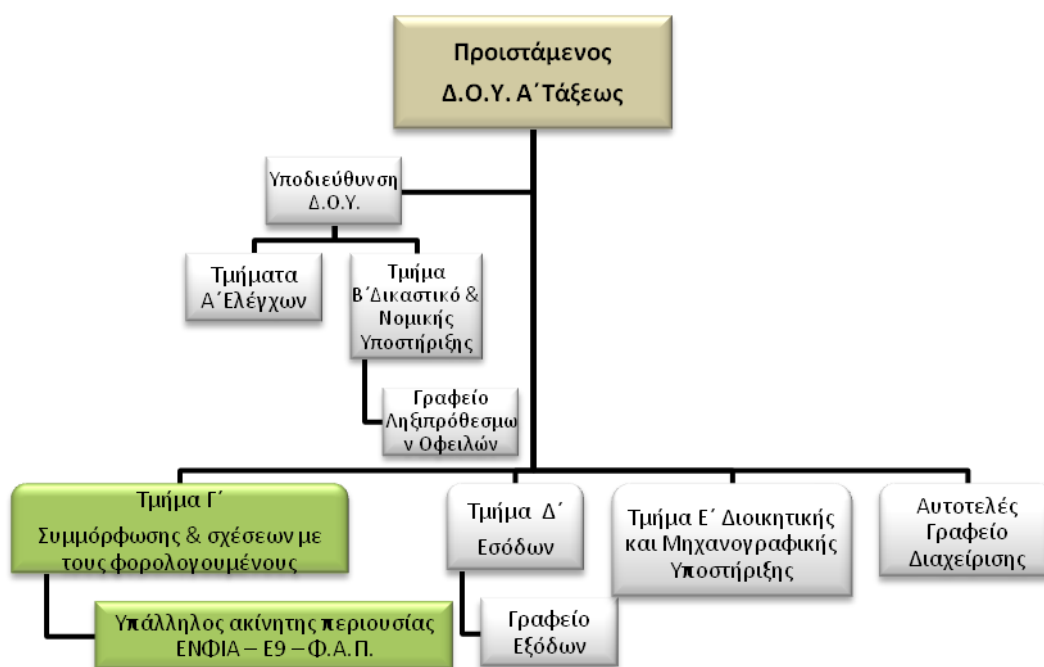 Προιστάμενος
Δ.Ο.Υ. Α΄Τάξεως
Υποδιεύθυνση
Δ.Ο.Υ.
Τμήματα
Α΄Ελέγχων
Τμήμα
Β΄Δικαστικό &
Νομικής
Υποστήριξης
Γραφείο
Ληξιπρόθεσμω
ν Οφειλών
Τμήμα Γ΄
Συμμόρφωσης & σχέσεων με
τους φορολογουμένους
Υπάλληλος ακίνητης περιουσίας
ΕΝΦΙΑ – Ε9 – Φ.Α.Π.
Τμήμα Δ΄
Εσόδων
Γραφείο
Εξόδων
Τμήμα Ε΄ Διοικητικής
και Μηχανογραφικής
Υποστήριξης
Αυτοτελές
Γραφείο
Διαχείρισης